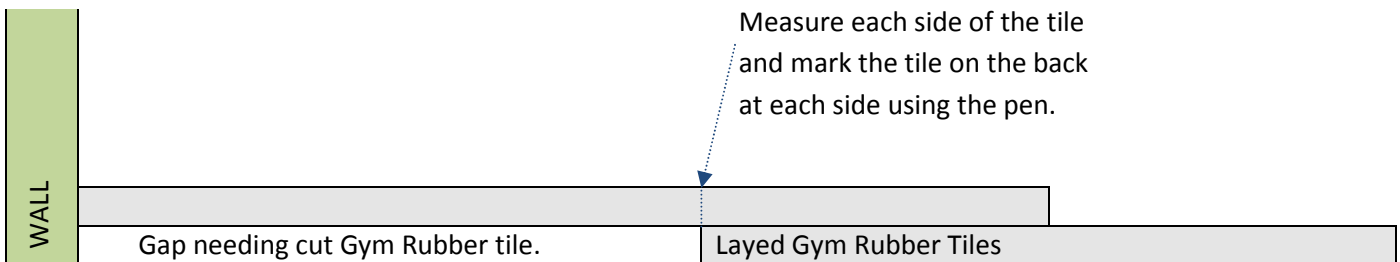 Measure each side of the tile
and mark the tile on the back
at each side using the pen.
WALL
Gap needing cut Gym Rubber tile.
Layed Gym Rubber Tiles